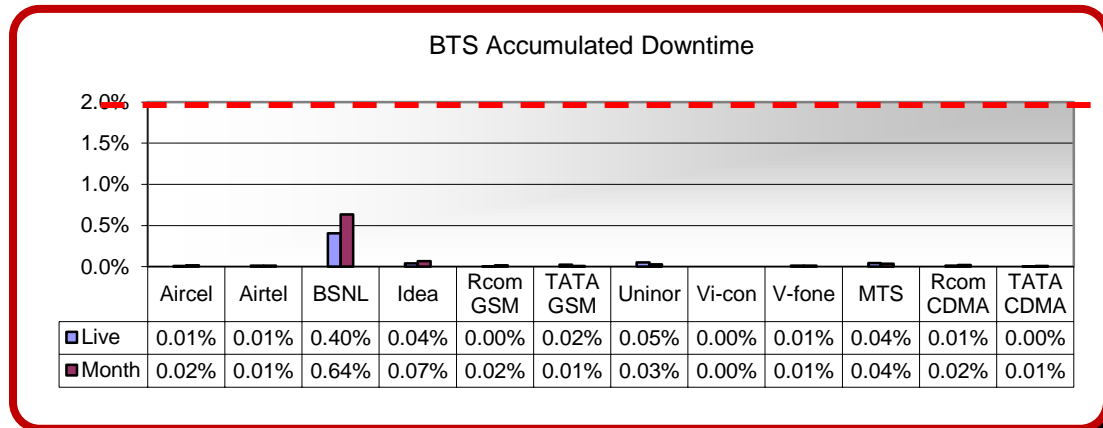 BTS Accumulated Downtime
2.0%
1.5%
1.0%
0.5%
0.0%
Aircel Airtel BSNL Idea Rcom GSM TATA GSM Uninor Vi-con V-fone MTS Rcom CDMA TATA CDMA
Live 0.01% 0.01% 0.40% 0.04% 0.00% 0.02% 0.05% 0.00% 0.01% 0.04% 0.01% 0.00%
Month 0.02% 0.01% 0.64% 0.07% 0.02% 0.01% 0.03% 0.00% 0.01% 0.04% 0.02% 0.01%